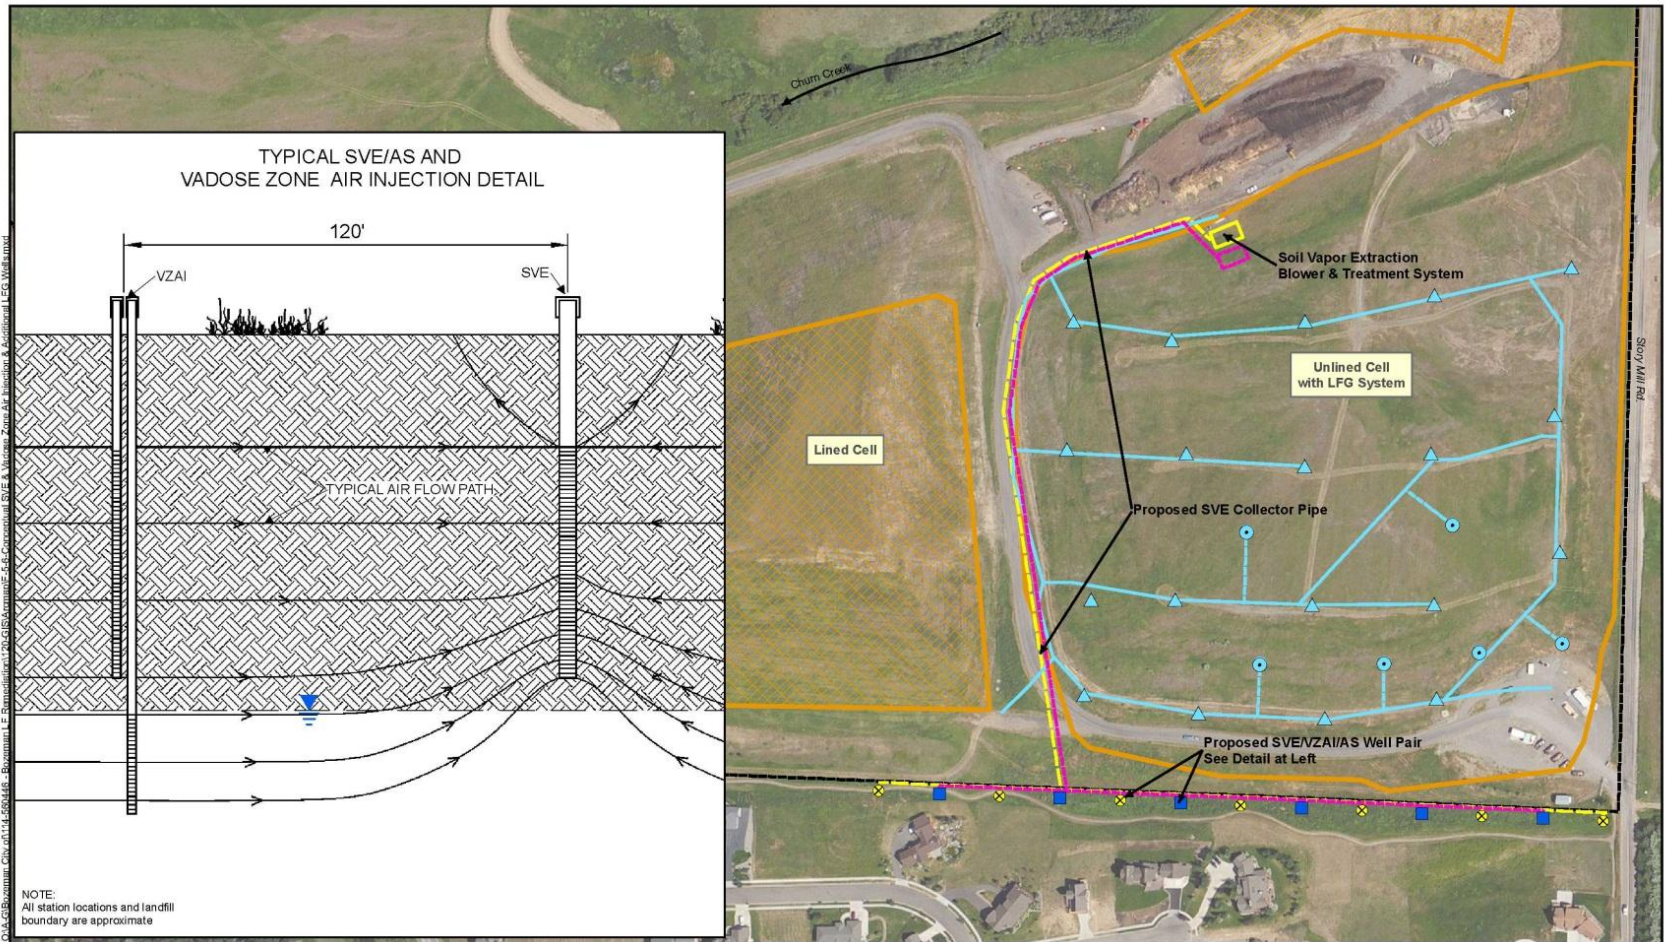 TYPICAL SVE/AS AND
VADOSE ZONE AIR INJECTION DETAIL
120'
VZAI
SVE
TYPICAL AIR FLOW PATH
NOTE:
All station locations and landfill
boundary are approximate
Churn Creek
Soil Vapor Extraction
Blower & Treatment System
Unlined Cell
with LFG System
Story Mill Rd
Lined Cell
Proposed SVE Collector Pipe
Proposed SVE/VZAI/AS Well Pair
See Detail at Left